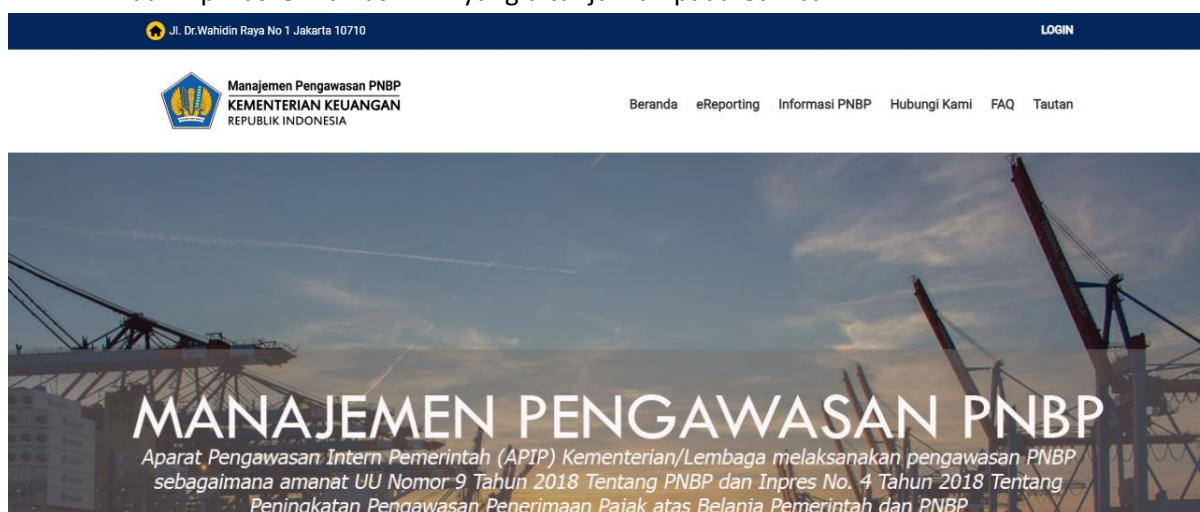 Jl. Dr.Wahidin Raya No 1 Jakarta 10710
LOGIN
Manajemen Pengawasan PNBP
KEMENTERIAN KEUANGAN
REPUBLIK INDONESIA
Beranda eReporting Informasi PNBP Hubungi Kami FAQ Tautan
MANAJEMEN PENGAWASAN PNBP
Aparat Pengawasan Intern Pemerintah (APIP) Kementerian/Lembaga melaksanakan pengawasan PNBP
sebagaimana amanat UU Nomor 9 Tahun 2018 Tentang PNBP dan Inpres No. 4 Tahun 2018 Tentang
Peningkatan Pengawasan Penerimaan Pajak atas Belanja Pemerintah dan PNBP